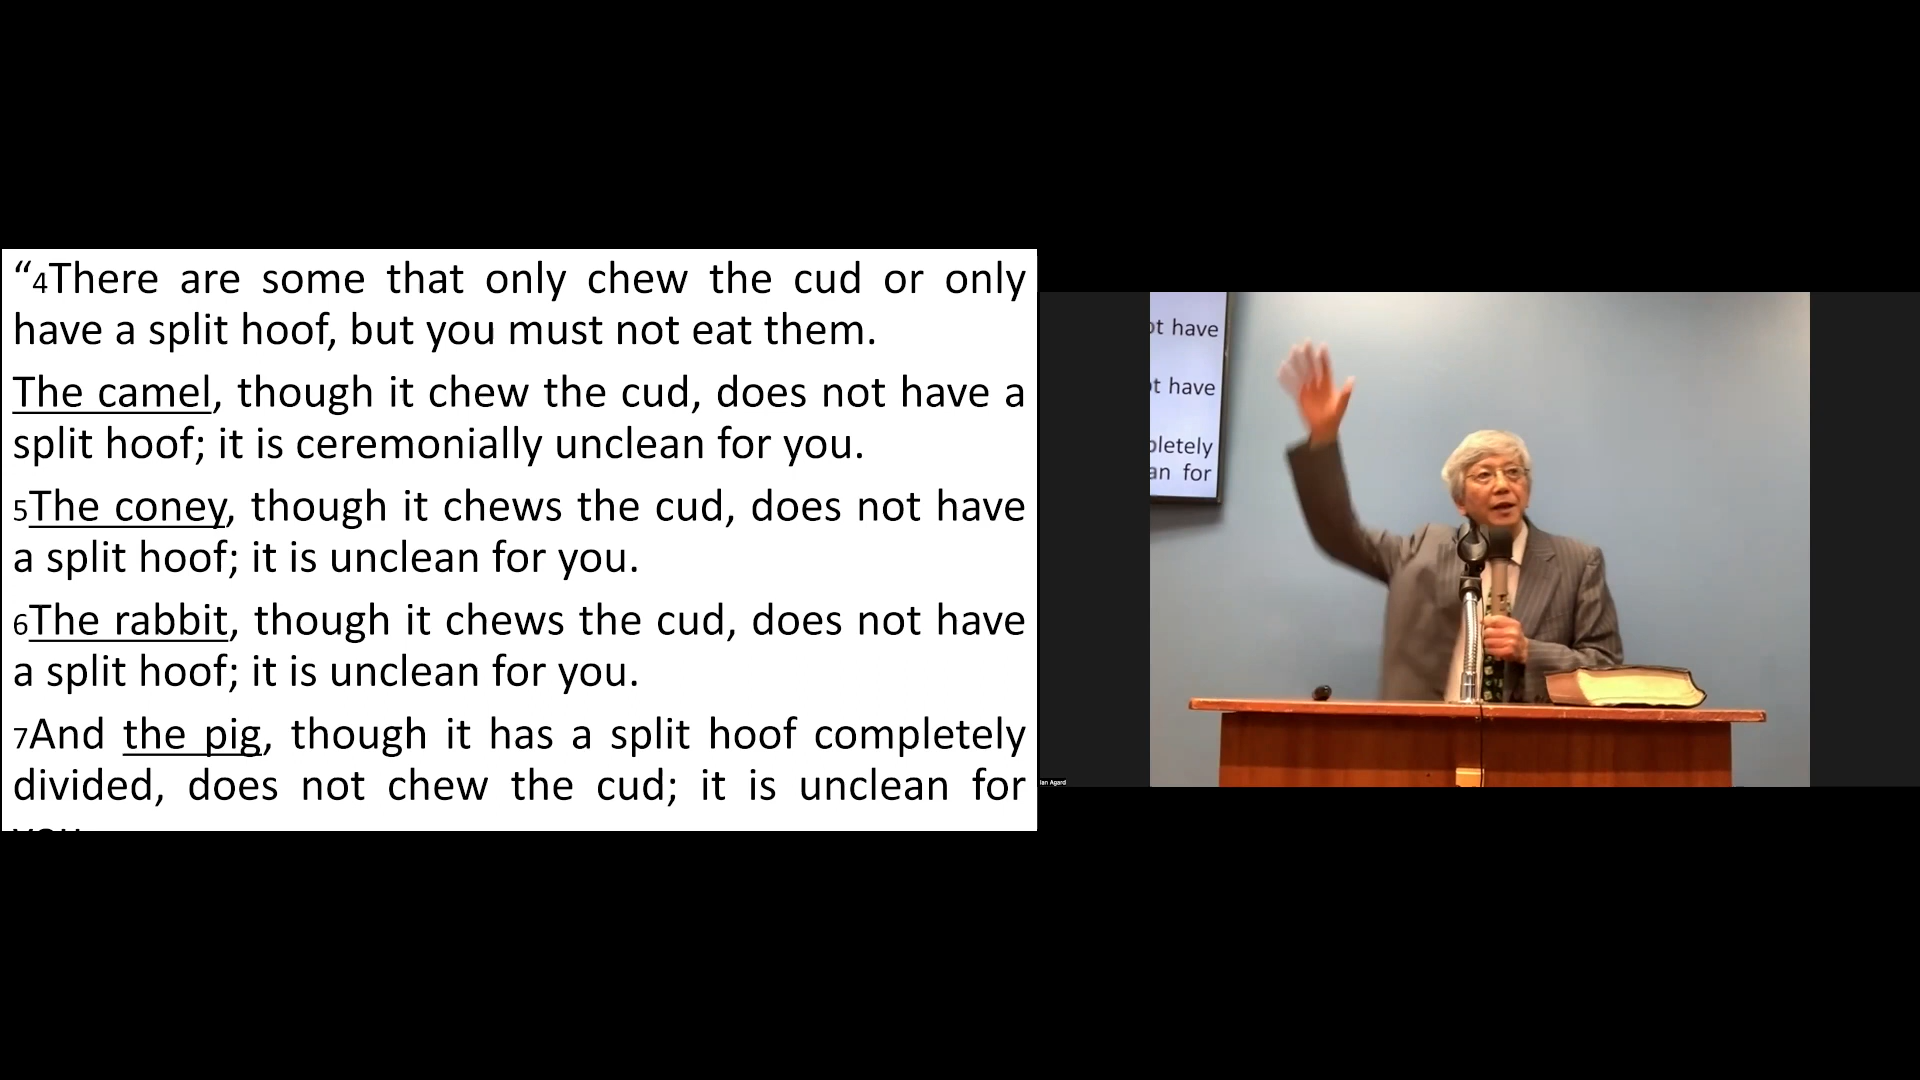 “4There are some that only chew the cud or only
have a split hoof, but you must not eat them.
The camel, though it chew the cud, does not have a
split hoof; it is ceremonially unclean for you.
5The coney, though it chews the cud, does not have
a split hoof; it is unclean for you.
6The rabbit, though it chews the cud, does not have
a split hoof; it is unclean for you.
7And the pig, though it has a split hoof completely
divided, does not chew the cud; it is unclean for
you
ot have
ot have
pletely
an for
Ian Agard